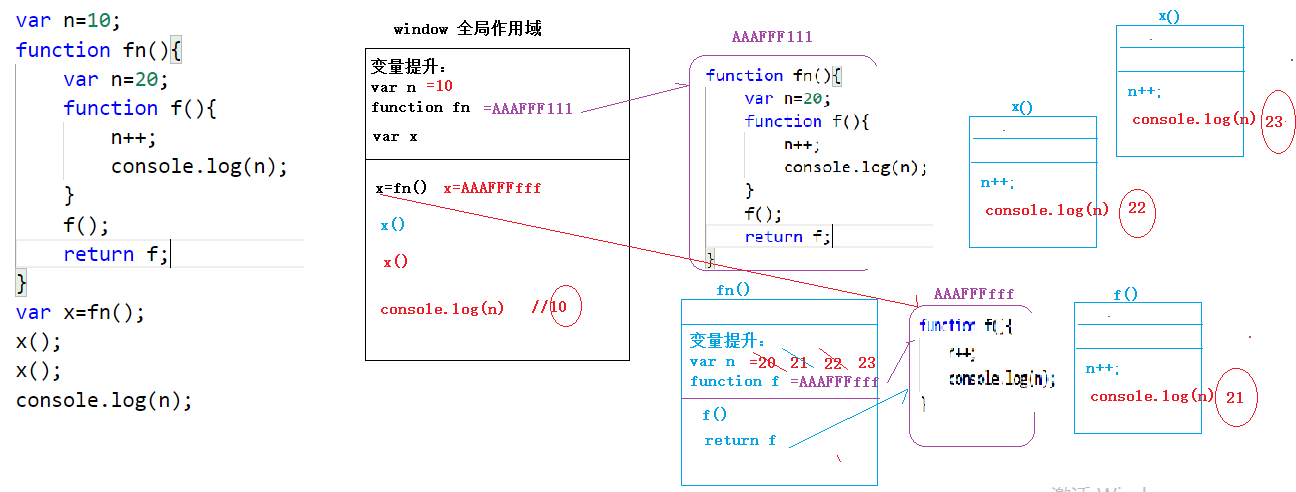 var n=10;
function fn(){
var n=20;
function f(){
n++;
console.log(n);
}
f();
return f;
}
var x=fn();
x();
x();
console.log(n);
window 全局作用域
变量提升:
var n =10
function fn =AAAFFF111
var x
x=fn() x=AAAFFFfff
x()
x()
console.log(n) //10
AAAFFF111
function fn(){
var n=20;
function f(){
n++;
console.log(n);
}
f();
return f;
}
fn()
变量提升:
var n =20 21 22 23
function f =AAAFFFfff
f()
return f
AAAFFFfff
function f(){
n++;
console.log(n);
}
f()
n++;
console.log(n) 21
x()
n++;
console.log(n) 22
x()
n++;
console.log(n) 23